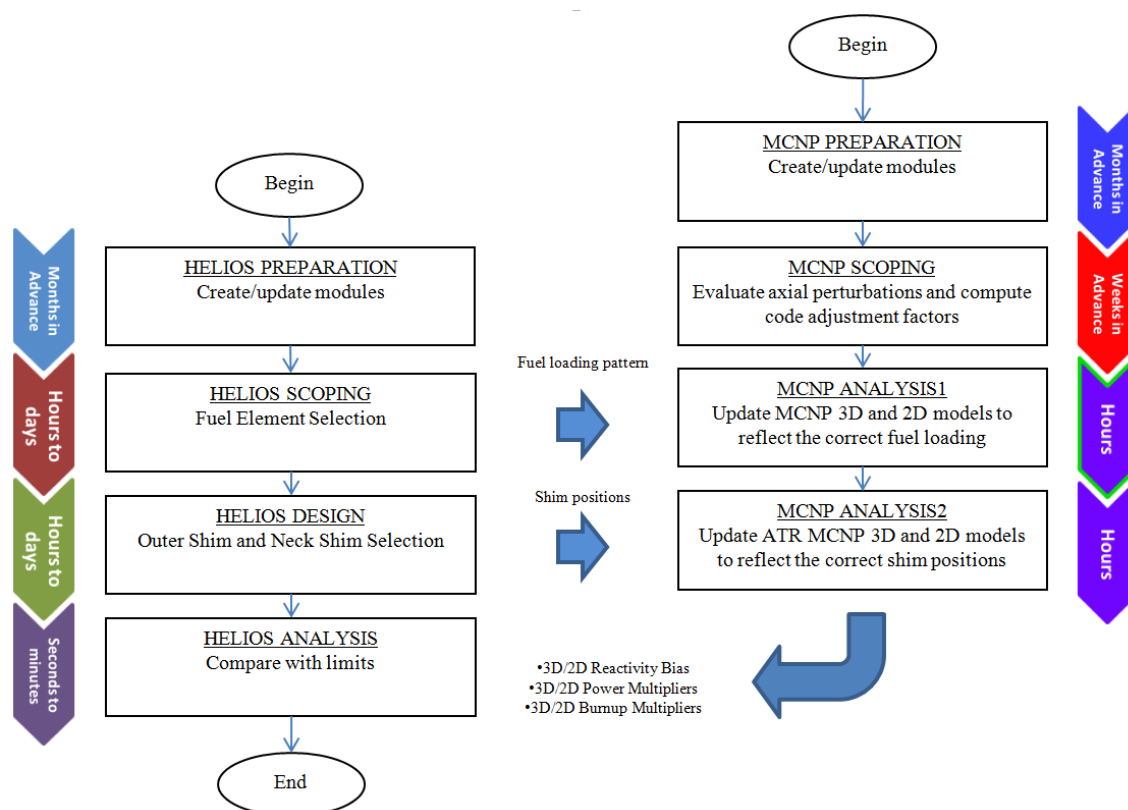 Begin
HELIOS PREPARATION
Create/update modules
HELIOS SCOPING
Fuel Element Selection
HELIOS DESIGN
Outer Shim and Neck Shim Selection
HELIOS ANALYSIS
Compare with limits
End
Months in
Advance
Hours to
days
Hours to
days
Seconds to
minutes
Fuel loading pattern
Shim positions
•3D/2D Reactivity Bias
•3D/2D Power Multipliers
•3D/2D Burnup Multipliers
Begin
MCNP PREPARATION
Create/update modules
MCNP SCOPING
Evaluate axial perturbations and compute
code adjustment factors
MCNP ANALYSIS1
Update MCNP 3D and 2D models to
reflect the correct fuel loading
MCNP ANALYSIS2
Update ATR MCNP 3D and 2D models
to reflect the correct shim positions
Months in
Advance
Weeks in
Advance
Hours
Hours